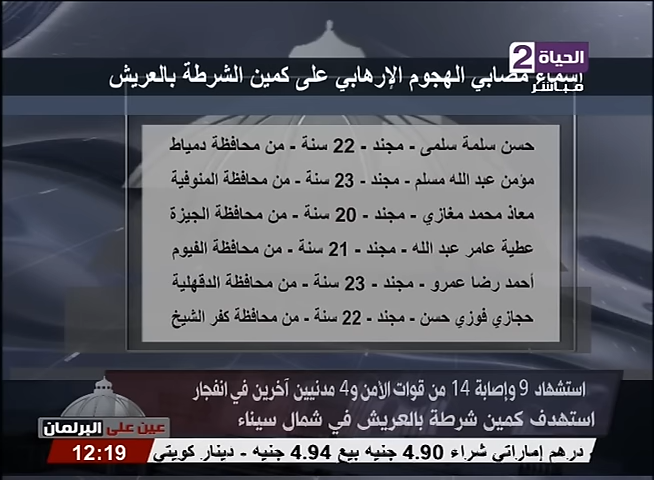 الحياة 2
مباشر
أسماء مصابي الهجوم الإرهابي على كمين الشرطة بالعريش
حسن سلمة سلمى - مجند - 22 سنة - من محافظة دمياط
مؤمن عبد الله مسلم - مجند - 23 سنة - من محافظة المنوفية
معاذ محمد مغازي - مجند - 20 سنة - من محافظة الجيزة
عطية عامر عبد الله - مجند - 21 سنة - من محافظة الفيوم
أحمد رضا عمرو - مجند - 23 سنة - من محافظة الدقهلية
حجازي فوزي حسن - مجند - 22 سنة - من محافظة كفر الشيخ
استشهاد 9 وإصابة 14 من قوات الأمن و4 مدنيين آخرين في انفجار
استهدف كمين شرطة بالعريش في شمال سيناء
عين على البرلمان
درهم إماراتي شراء 4.90 جنيه بيع 4.94 جنيه - دينار كويتي
12:19